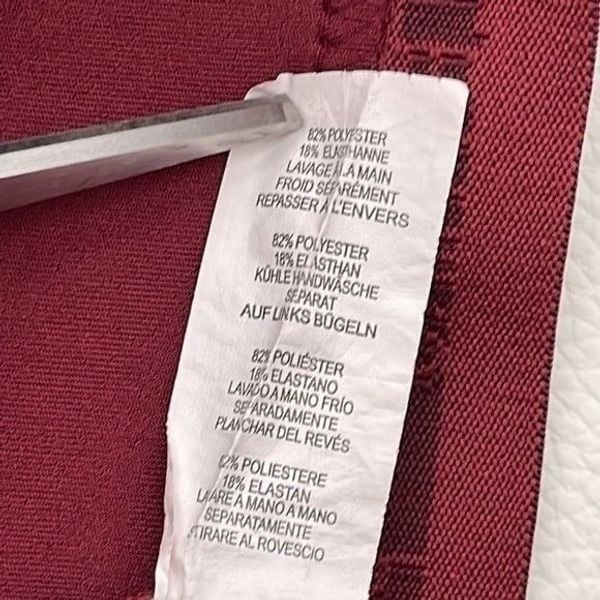 82% POLYESTER
18% ELASTHANNE
LAVAGE A LA MAIN
FROID SÉPARÉMENT
REPASSER A L'ENVERS
82% POLYESTER
18% ELASTHAN
KÜHLE HANDWÄSCHE
SEPARAT
AUF LINKS BÜGELN
82% POLIÉSTER
18% ELASTANO
LAVADO A MANO FRÍO
SEPARADAMENTE
PLANCHAR DEL REVÉS
82% POLIESTERE
18% ELASTAN
LAVARE A MANO A MANO
SEPARATAMENTE
STIRARE AL ROVESCIO